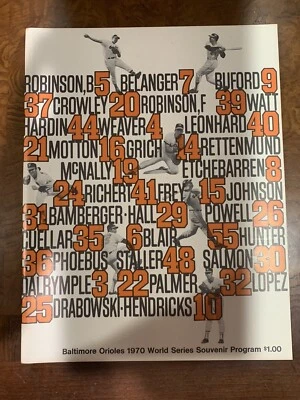 ROBINSON,B 5 BELANGER 7 BUFORD 9
37 CROWLEY 20 ROBINSON,F 39 WATT
HARDIN 44 WEAVER 4 LEONHARD 40
21 MOTTON 16 GRICH 14 RETTENMUND
McNALLY 19 ETCHEBARREN 8
24 RICHERT 41 FREY 15 JOHNSON
31 BAMBERGER·HALL 29 POWELL 26
CUELLAR 35 6 BLAIR 55 HUNTER
36 PHOEBUS STALLER 48 SALMON 30
DALRYMPLE 3 22 PALMER 32 LOPEZ
25 DRABOWSKI·HENDRICKS 10
Baltimore Orioles 1970 World Series Souvenir Program $1.00